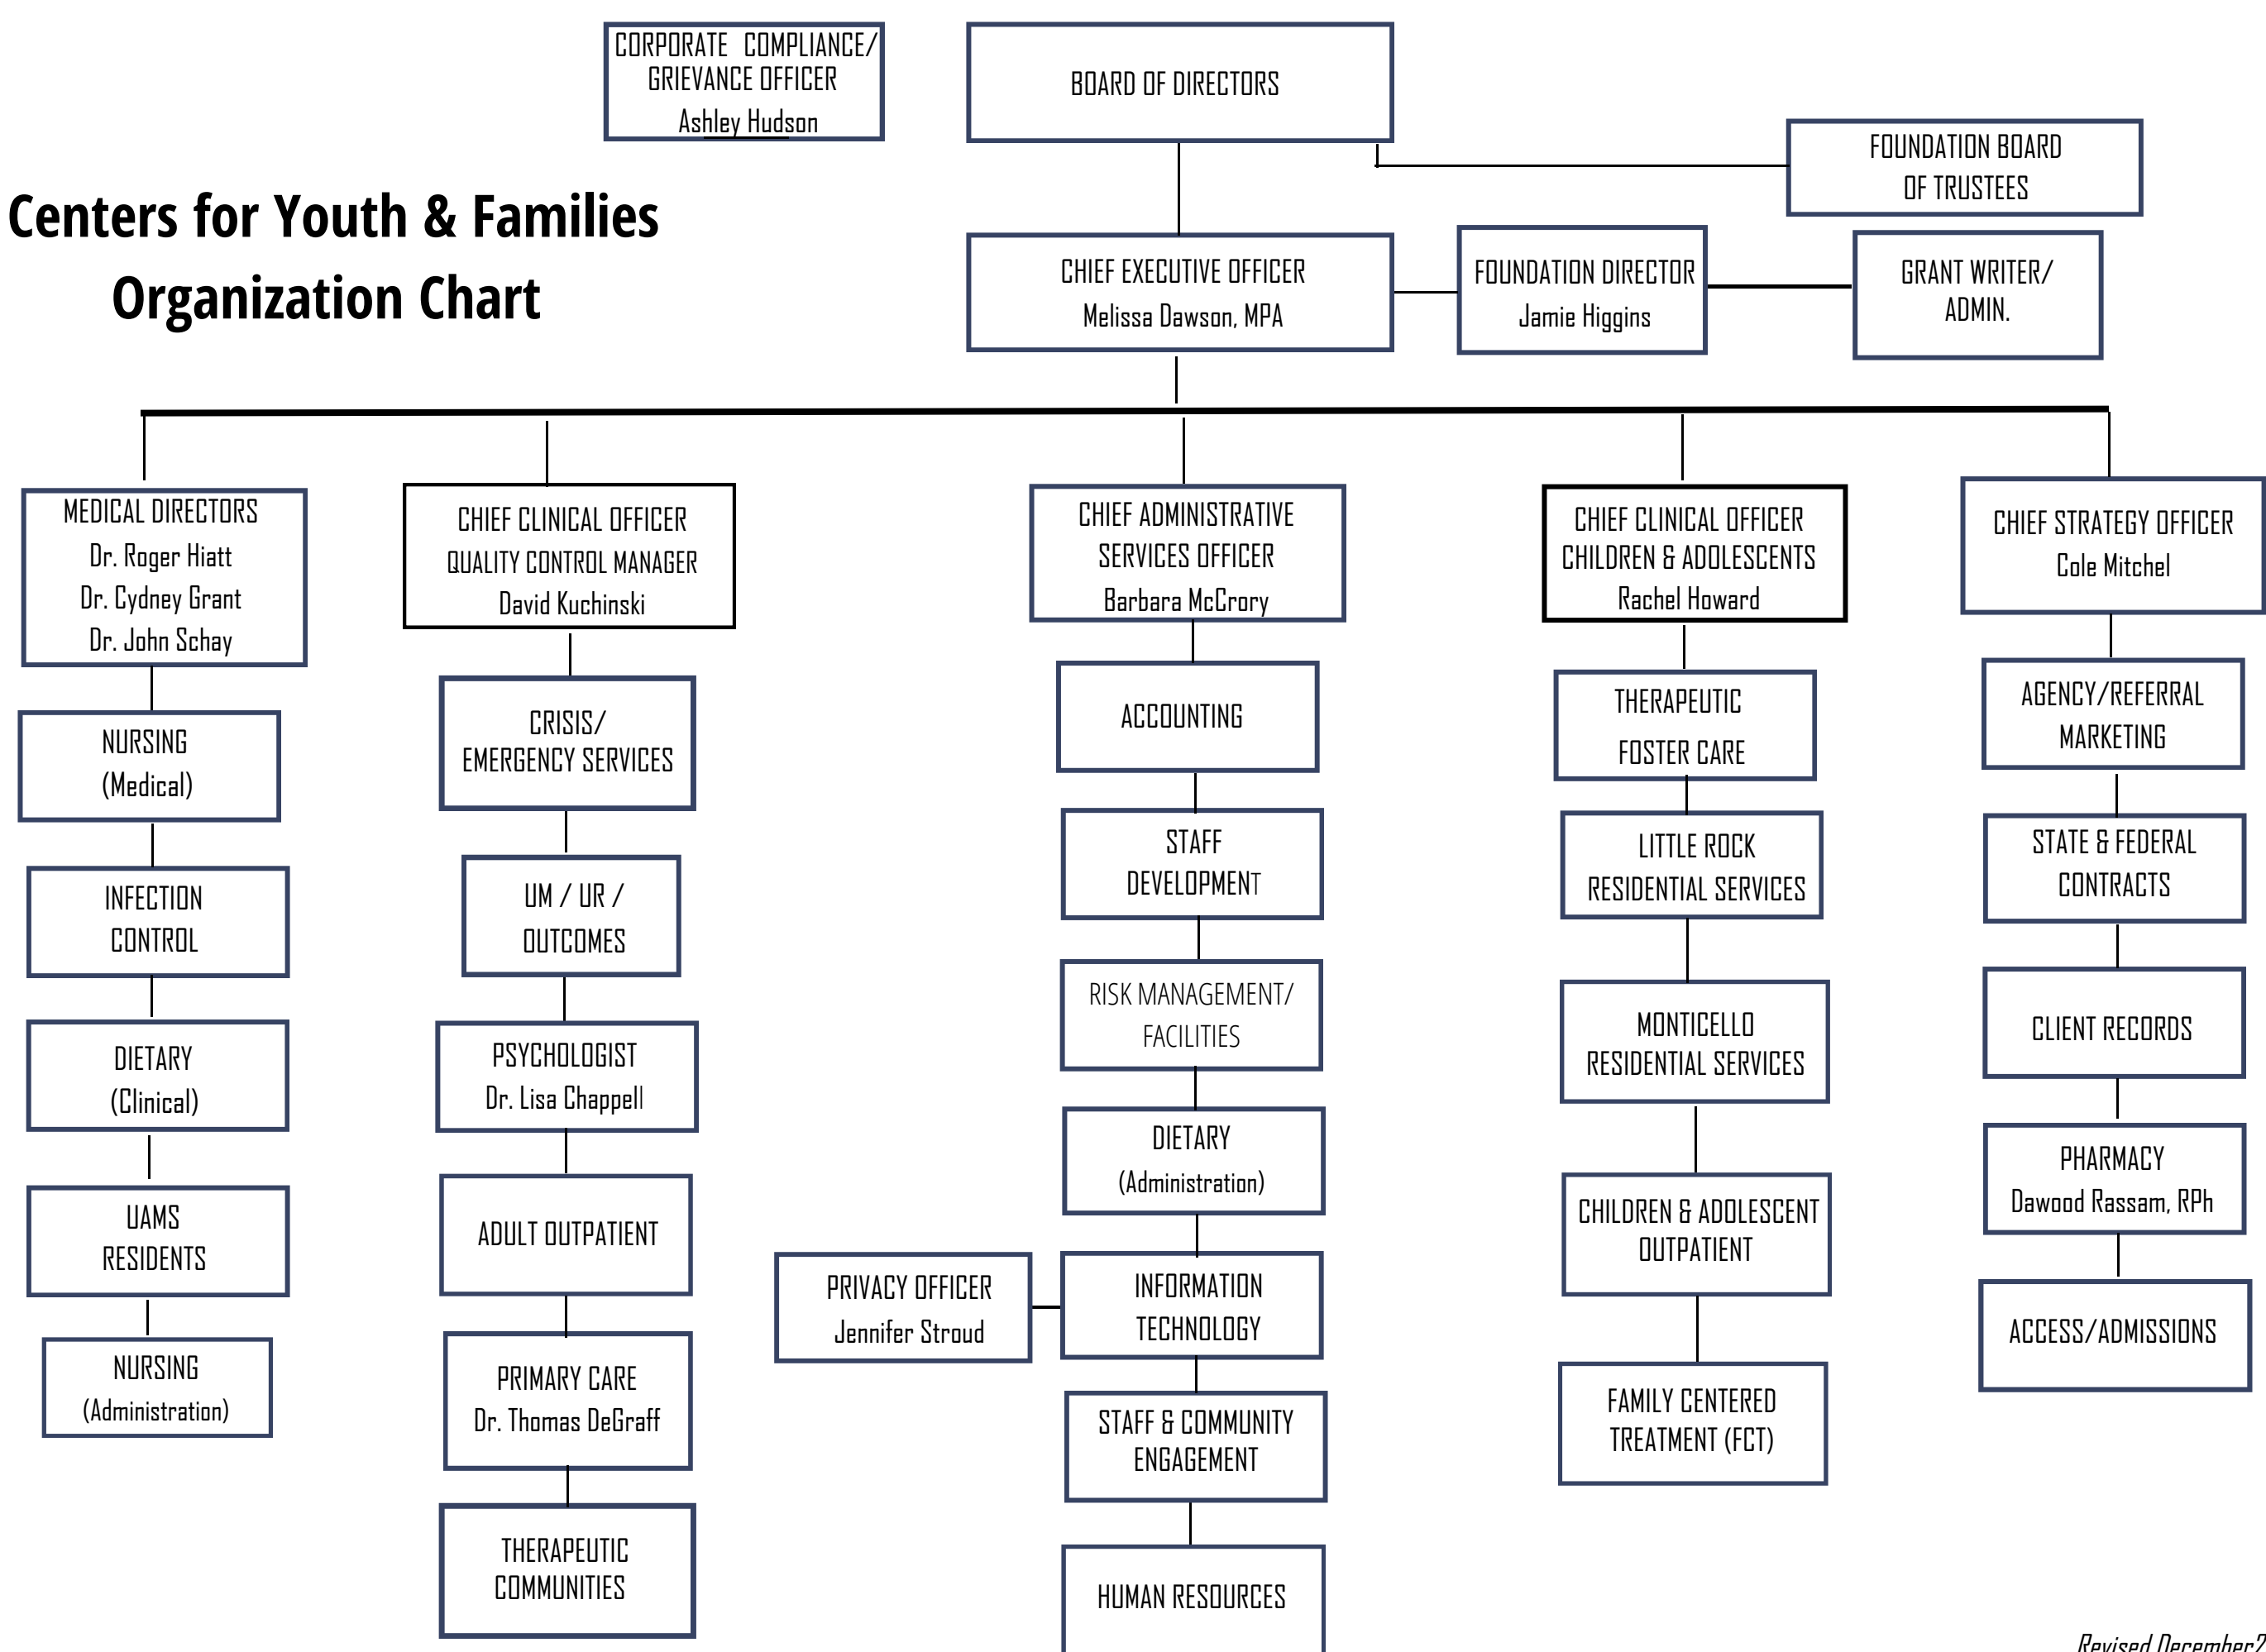 CORPORATE COMPLIANCE/
GRIEVANCE OFFICER
Ashley Hudson
BOARD OF DIRECTORS
FOUNDATION BOARD
OF TRUSTEES
Centers for Youth & Families
Organization Chart
CHIEF EXECUTIVE OFFICER
Melissa Dawson, MPA
FOUNDATION DIRECTOR
Jamie Higgins
GRANT WRITER/
ADMIN.
MEDICAL DIRECTORS
Dr. Roger Hiatt
Dr. Cydney Grant
Dr. John Schay
NURSING
(Medical)
INFECTION
CONTROL
DIETARY
(Clinical)
UAMS
RESIDENTS
NURSING
(Administration)
CHIEF CLINICAL OFFICER
QUALITY CONTROL MANAGER
David Kuchinski
CRISIS/
EMERGENCY SERVICES
UM / UR /
OUTCOMES
PSYCHOLOGIST
Dr. Lisa Chappell
ADULT OUTPATIENT
PRIMARY CARE
Dr. Thomas DeGraff
THERAPEUTIC
COMMUNITIES
CHIEF ADMINISTRATIVE
SERVICES OFFICER
Barbara McCrory
ACCOUNTING
STAFF
DEVELOPMENT
RISK MANAGEMENT/
FACILITIES
DIETARY
(Administration)
PRIVACY OFFICER
Jennifer Stroud
INFORMATION
TECHNOLOGY
STAFF & COMMUNITY
ENGAGEMENT
HUMAN RESOURCES
CHIEF CLINICAL OFFICER
CHILDREN & ADOLESCENTS
Rachel Howard
THERAPEUTIC
FOSTER CARE
LITTLE ROCK
RESIDENTIAL SERVICES
MONTICELLO
RESIDENTIAL SERVICES
CHILDREN & ADOLESCENT
OUTPATIENT
FAMILY CENTERED
TREATMENT (FCT)
CHIEF STRATEGY OFFICER
Cole Mitchel
AGENCY/REFERRAL
MARKETING
STATE & FEDERAL
CONTRACTS
CLIENT RECORDS
PHARMACY
Dawood Rassam, RPh
ACCESS/ADMISSIONS
Revised December